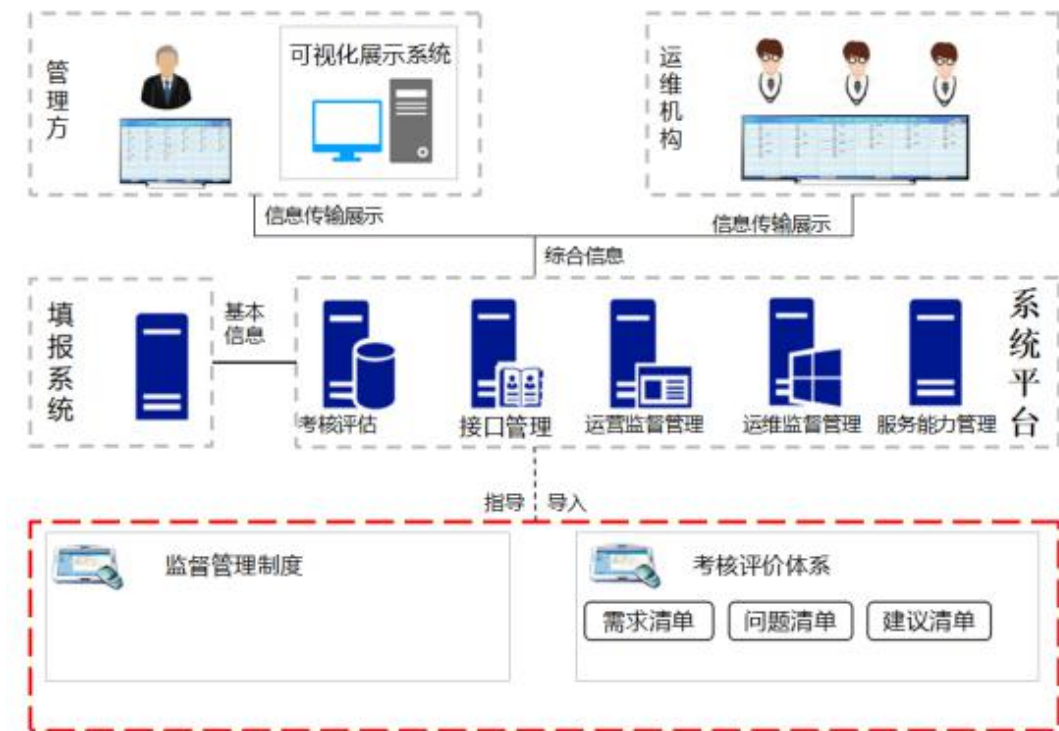 管理方
可视化展示系统
运维机构
信息传输展示
信息传输展示
综合信息
填报系统
基本
信息
系统平台
考核评估
接口管理
运营监督管理
运维监督管理
服务能力管理
指导
导入
监督管理制度
考核评价体系
需求清单
问题清单
建议清单